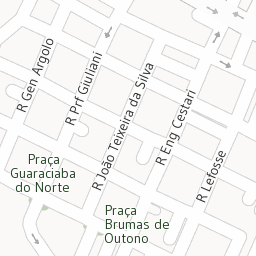 R Gen Argolo
R Prf Giuliani
R João Teixeira da Silva
R Eng Cestari
R Lefosse
Praça
Guaraciaba
do Norte
Praça
Brumas de
Outono